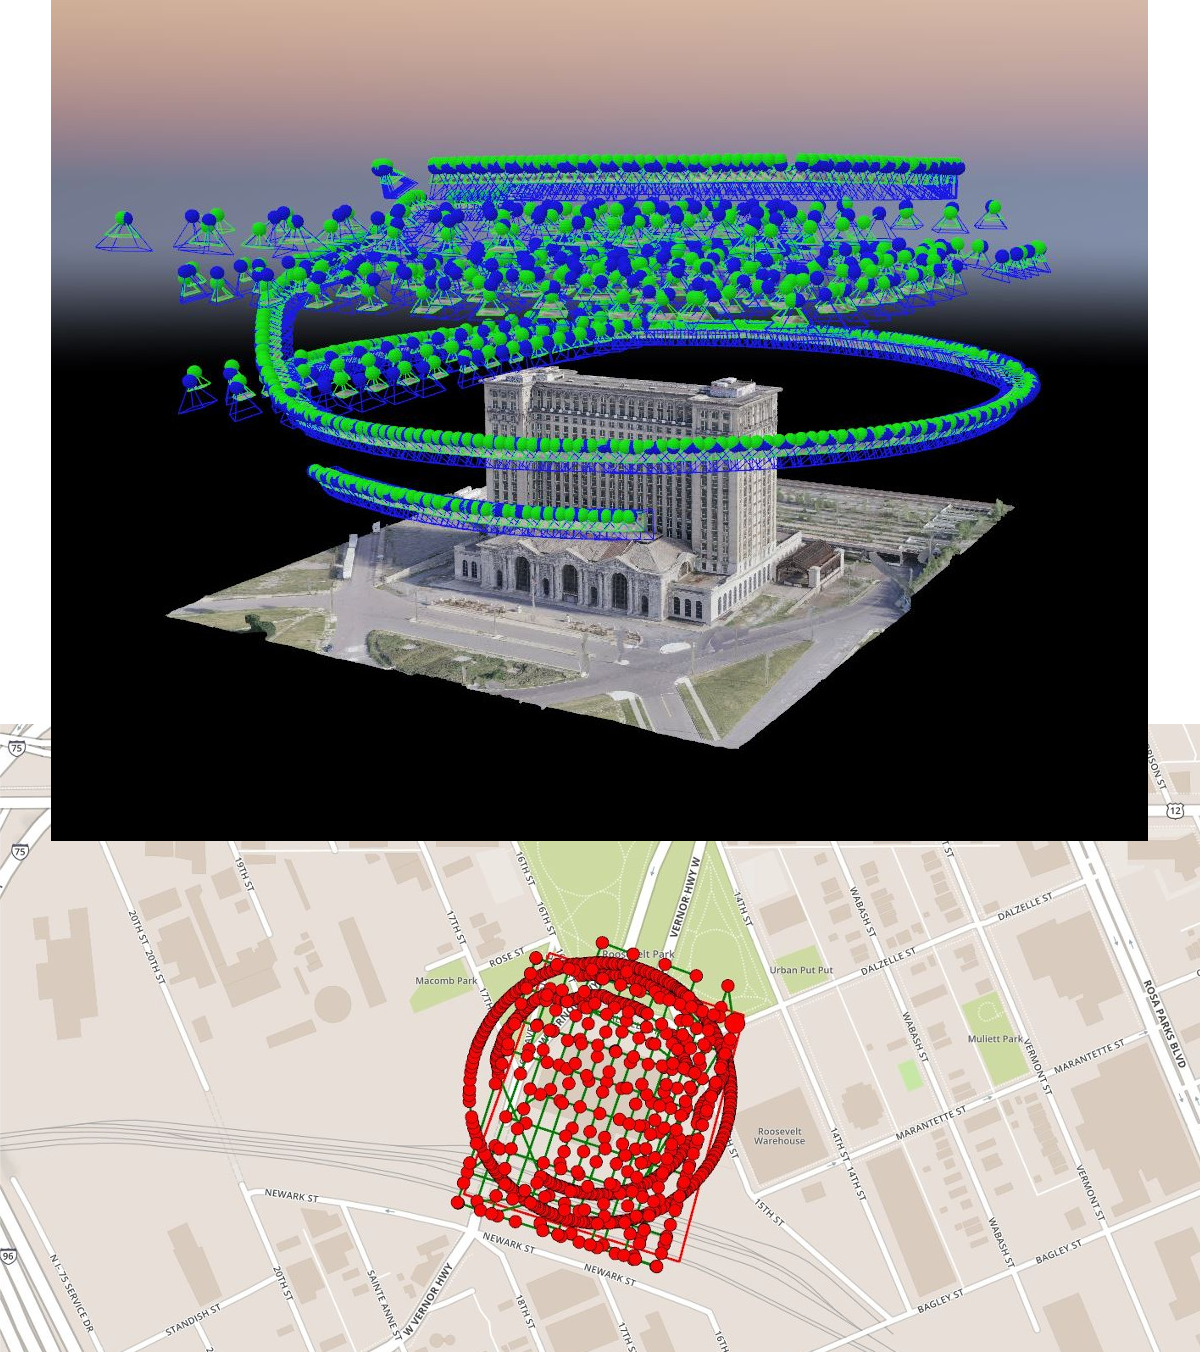 75
12
75
19TH ST
20TH ST
20TH ST
17TH ST
16TH ST
16TH ST
VERNOR HWY W
14TH ST
WABASH ST
DALZELLE ST
DALZELLE ST
ROSE ST
Roosevelt Park
Macomb Park
Urban Put Put
ROSA PARKS BLVD
WABASH ST
Muliett Park
VERMONT ST
MARANTETTE ST
MARANTETTE ST
Roosevelt
Warehouse
14TH ST
14TH ST
15TH ST
VERMONT ST
NEWARK ST
NEWARK ST
NEWARK ST
WABASH ST
BAGLEY ST
BAGLEY ST
96
N I-75 SERVICE DR
STANDISH ST
20TH ST
SAINTE ANNE ST
W VERNOR HWY
18TH ST
17TH ST